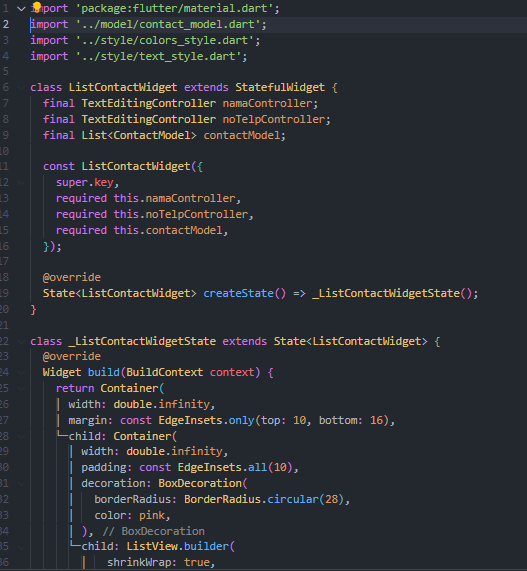 1 import 'package:flutter/material.dart';
2 import '../model/contact_model.dart';
3 import '../style/colors_style.dart';
4 import '../style/text_style.dart';
5
6 class ListContactWidget extends StatefulWidget {
7 final TextEditingController namaController;
8 final TextEditingController noTelpController;
9 final List<ContactModel> contactModel;
10
11 const ListContactWidget({
12 super.key,
13 required this.namaController,
14 required this.noTelpController,
15 required this.contactModel,
16 });
17
18 @override
19 State<ListContactWidget> createState() => _ListContactWidgetState();
20 }
21
22 class _ListContactWidgetState extends State<ListContactWidget> {
23 @override
24 Widget build(BuildContext context) {
25 return Container(
26 width: double.infinity,
27 margin: const EdgeInsets.only(top: 10, bottom: 16),
28 child: Container(
29 width: double.infinity,
30 padding: const EdgeInsets.all(10),
31 decoration: BoxDecoration(
32 borderRadius: BorderRadius.circular(28),
33 color: pink,
34 ), // BoxDecoration
35 child: ListView.builder(
36 shrinkWrap: true,